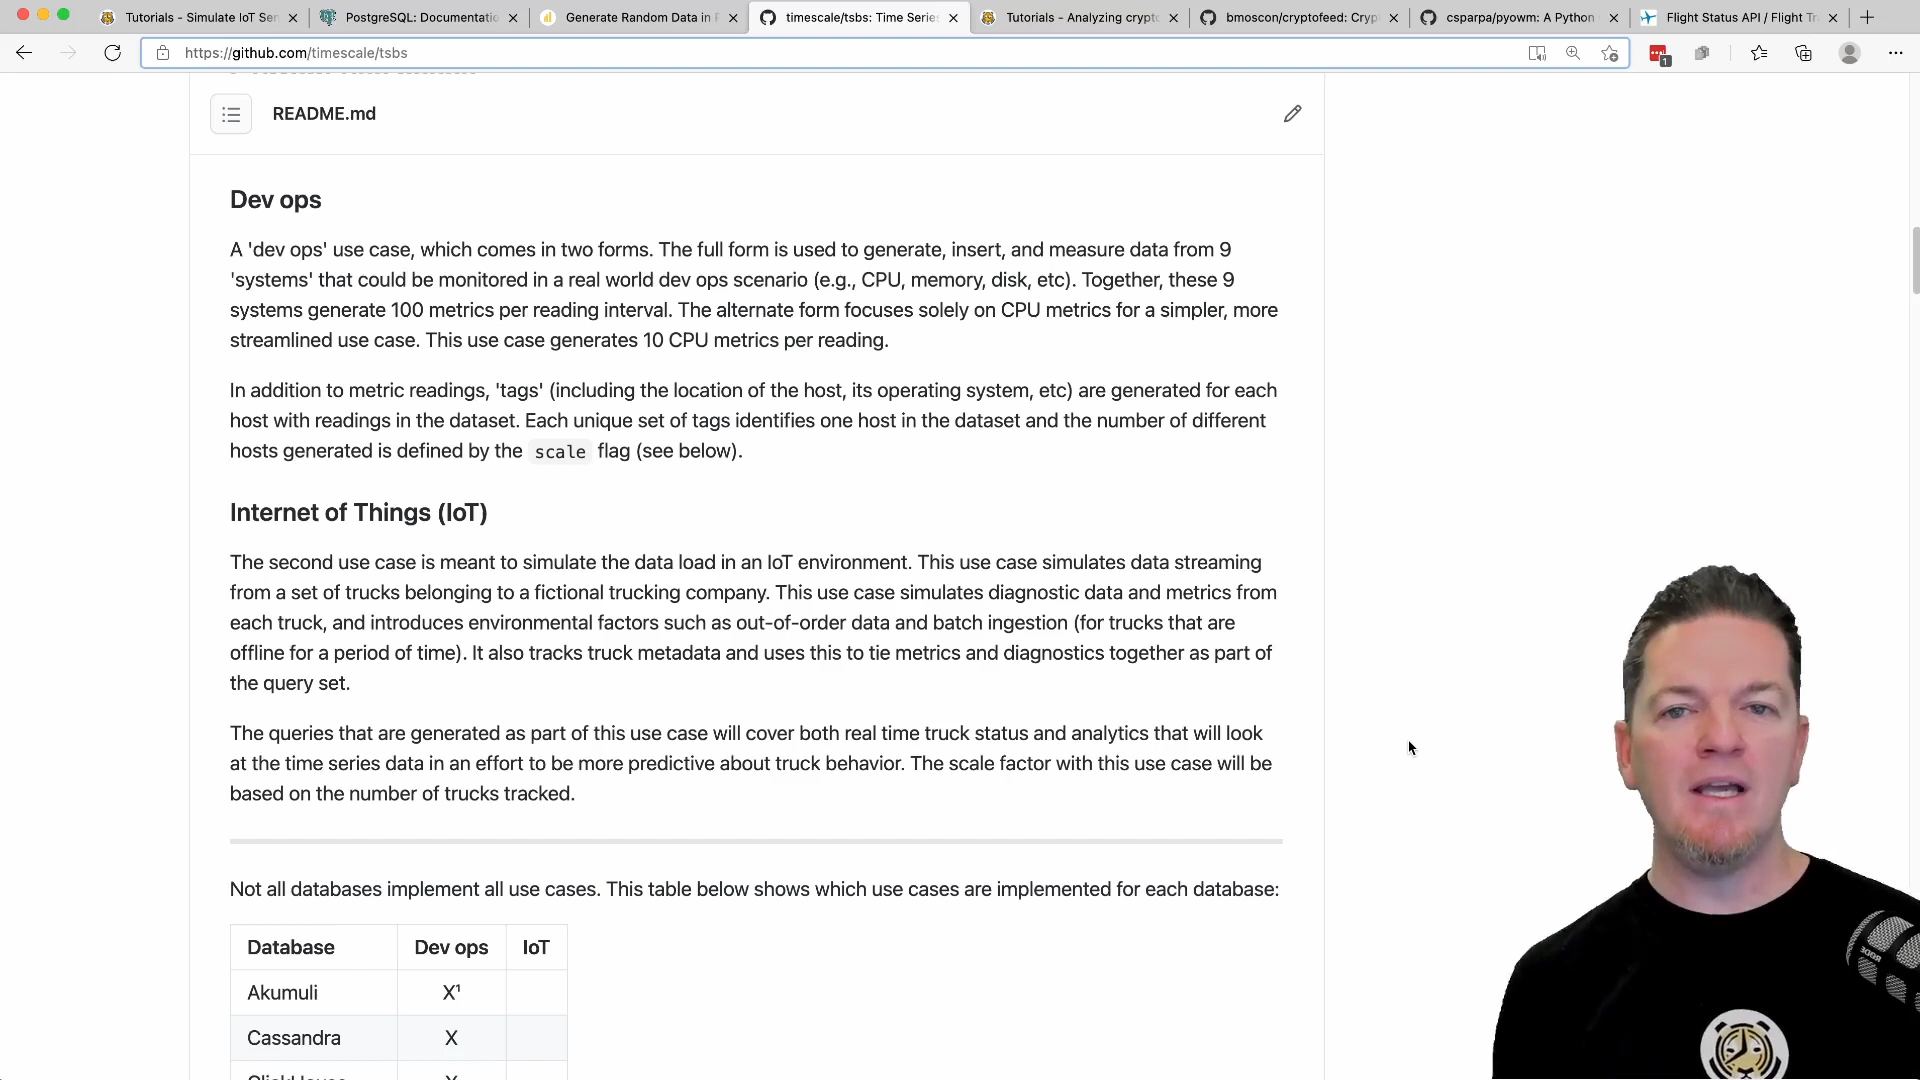 Tutorials - Simulate IoT Ser
PostgreSQL: Documentatio
Generate Random Data in P
timescale/tsbs: Time Series
Tutorials - Analyzing crypto
bmoscon/cryptofeed: Cryp
csparpa/pyowm: A Python
Flight Status API / Flight Tr
https://github.com/timescale/tsbs
1
README.md
Dev ops
A 'dev ops' use case, which comes in two forms. The full form is used to generate, insert, and measure data from 9
'systems' that could be monitored in a real world dev ops scenario (e.g., CPU, memory, disk, etc). Together, these 9
systems generate 100 metrics per reading interval. The alternate form focuses solely on CPU metrics for a simpler, more
streamlined use case. This use case generates 10 CPU metrics per reading.
In addition to metric readings, 'tags' (including the location of the host, its operating system, etc) are generated for each
host with readings in the dataset. Each unique set of tags identifies one host in the dataset and the number of different
hosts generated is defined by the scale flag (see below).
Internet of Things (IoT)
The second use case is meant to simulate the data load in an IoT environment. This use case simulates data streaming
from a set of trucks belonging to a fictional trucking company. This use case simulates diagnostic data and metrics from
each truck, and introduces environmental factors such as out-of-order data and batch ingestion (for trucks that are
offline for a period of time). It also tracks truck metadata and uses this to tie metrics and diagnostics together as part of
the query set.
The queries that are generated as part of this use case will cover both real time truck status and analytics that will look
at the time series data in an effort to be more predictive about truck behavior. The scale factor with this use case will be
based on the number of trucks tracked.
Not all databases implement all use cases. This table below shows which use cases are implemented for each database:
Database Dev ops IoT
Akumuli X¹
Cassandra X
ClickHouse X
RODE